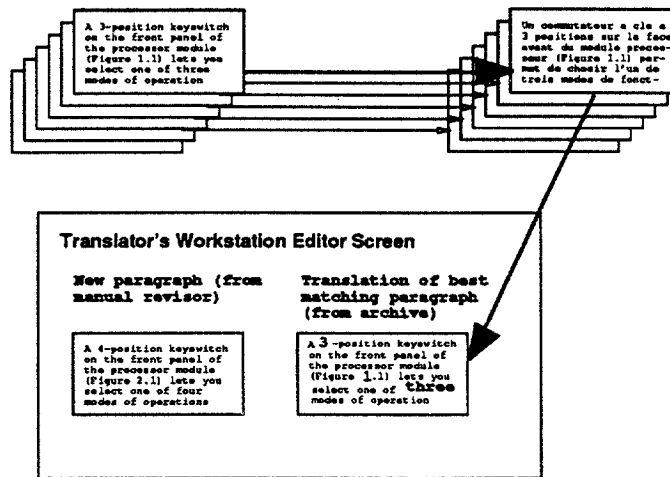 A 3-position keyswitch
on the front panel of
the processor module
(Figure 1.1) lets you
select one of three
modes of operation
Un commutateur a cle a
3 positions sur la face
avant du module proces-
seur (Figure 1.1) per-
mut de chosir l'un de
treis modes de fonct-
Translator's Workstation Editor Screen
New paragraph (from
manual revisor)
Translation of best
matching paragraph
(from archive)
A 4-position keyswitch
on the front panel of
the processor module
(Figure 2.1) lets you
select one of four
modes of operations
A 3-position keyswitch
on the front panel of
the processor module
(Figure 1.1) lets you
select one of three
modes of operation